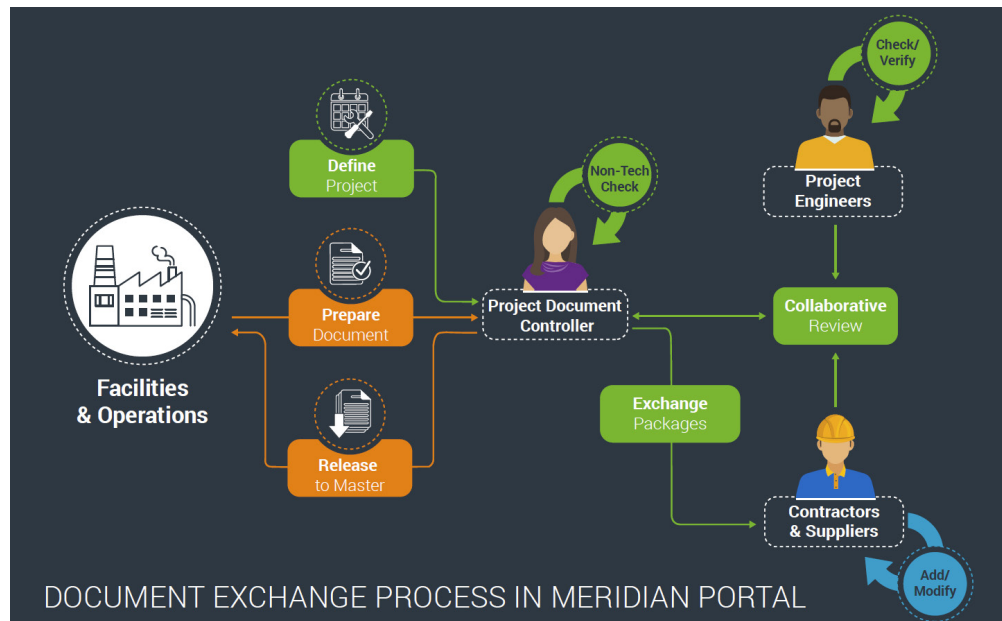 Check/
Verify
Define
Project
Non-Tech
Check
Project
Engineers
Prepare
Document
Project Document
Controller
Collaborative
Review
Facilities
& Operations
Exchange
Packages
Release
to Master
Contractors
& Suppliers
Add/
Modify
DOCUMENT EXCHANGE PROCESS IN MERIDIAN PORTAL